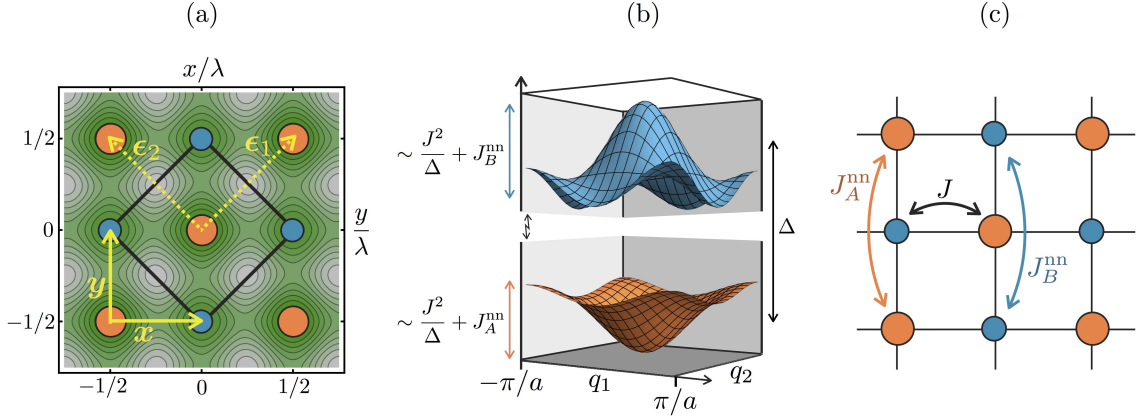 (a)
x/λ
1/2
0
−1/2
−1/2
0
1/2
y/λ
ϵ₂
ϵ₁
y
x
(b)
∼ J²/Δ + J_B^nn
∼ J²/Δ + J_A^nn
Δ
−π/a
q₁
π/a
q₂
(c)
J_A^nn
J
J_B^nn